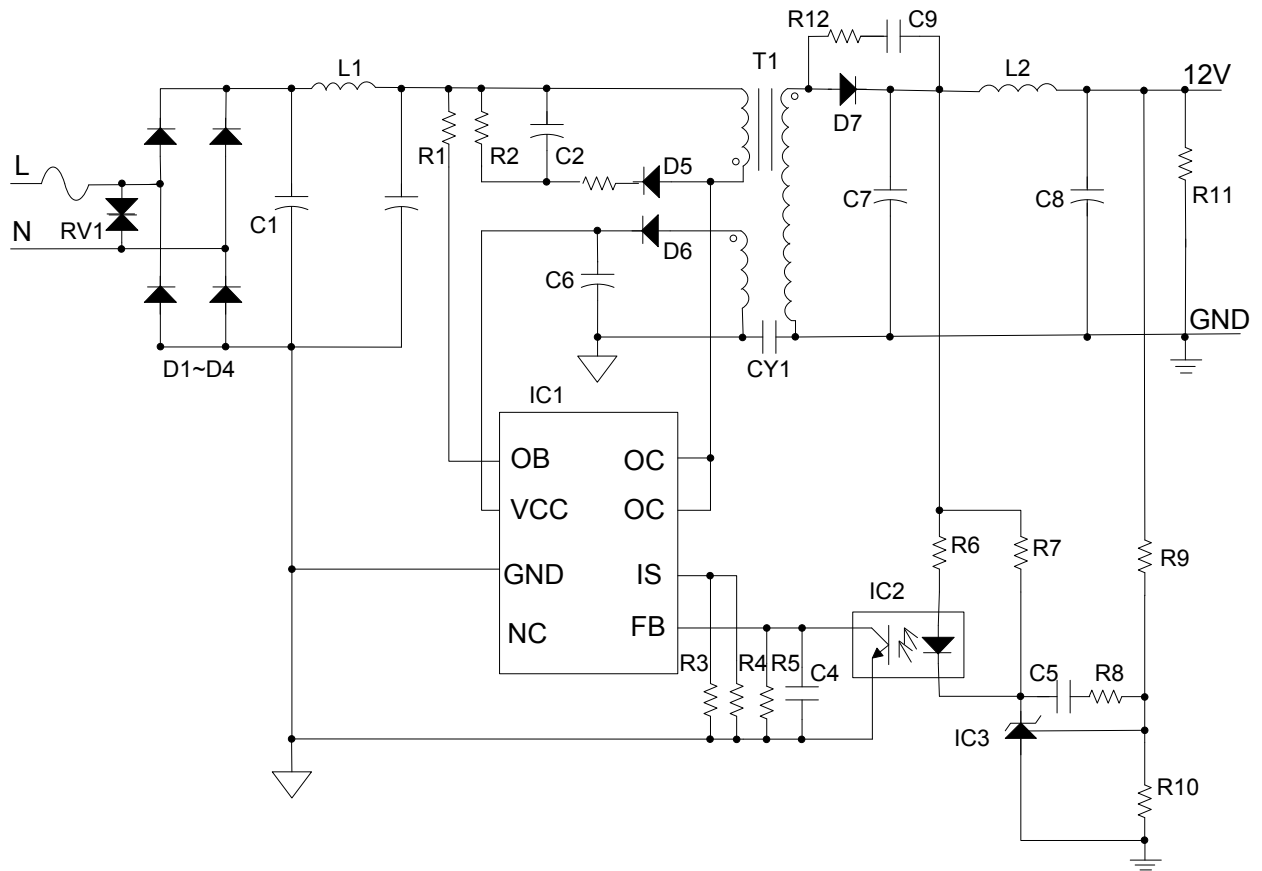 R12
C9
T1
L1
L2
12V
D7
R1
R2
C2
D5
L
RV1
N
C1
C7
C8
R11
D6
C6
GND
D1~D4
CY1
IC1
OB
OC
VCC
OC
GND
IS
NC
FB
R6
R7
R9
IC2
R3
R4
R5
C4
C5
R8
IC3
R10